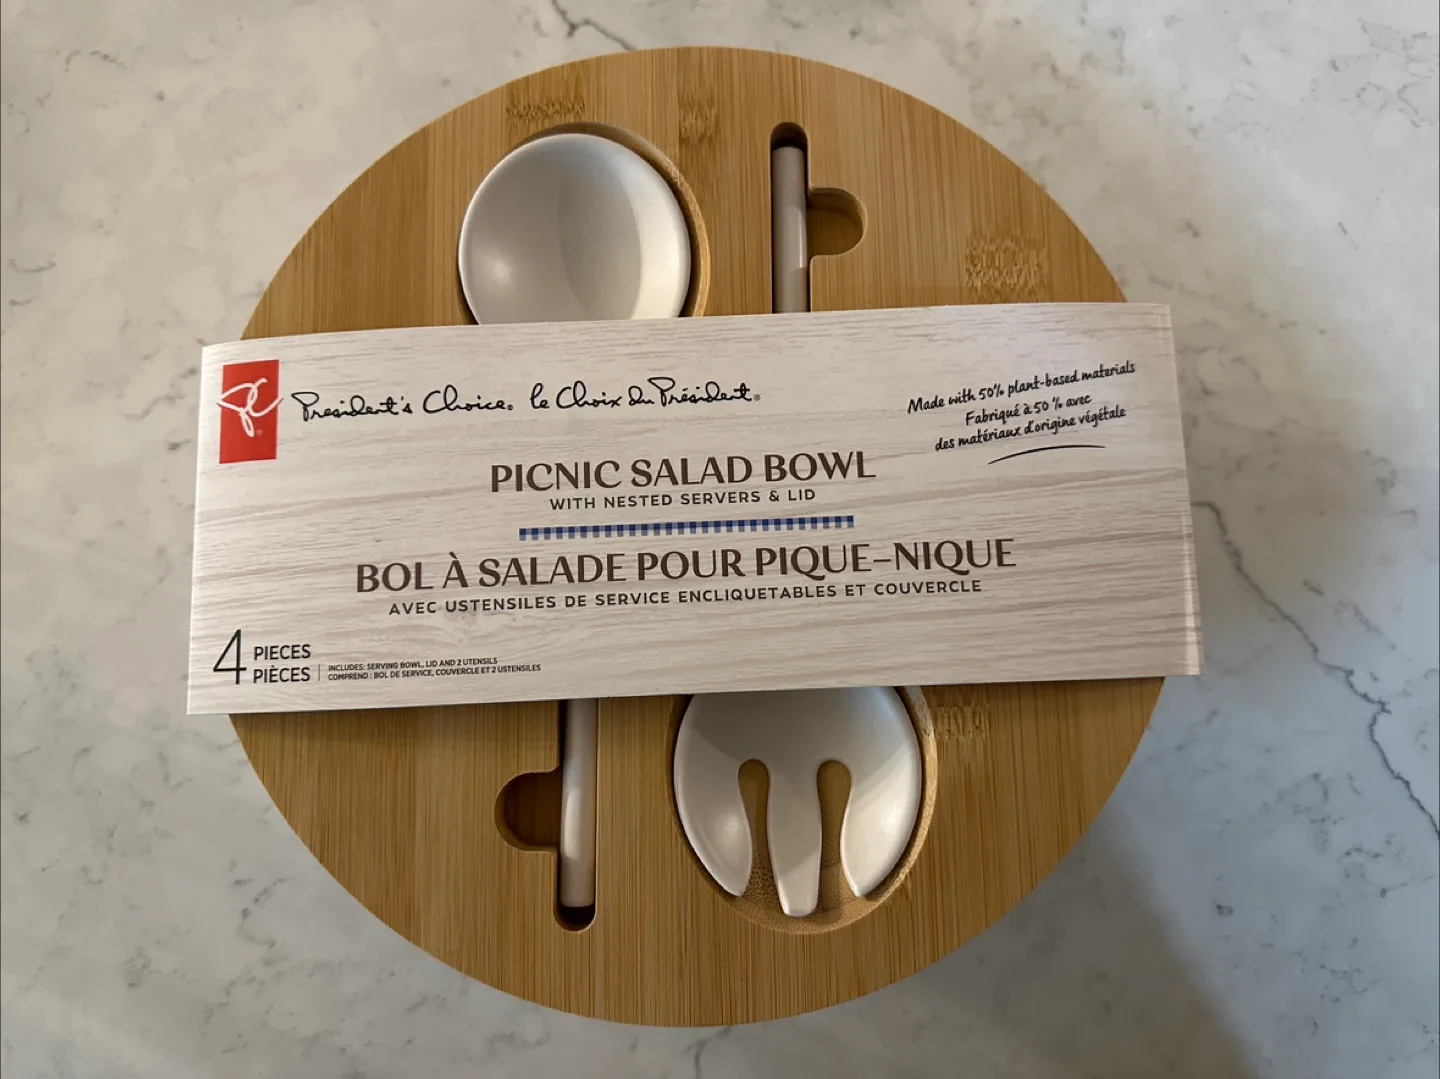 President's Choice® le Choix du Président®
Made with 50% plant-based materials
Fabriqué à 50 % avec
des matériaux d'origine végétale
PICNIC SALAD BOWL
WITH NESTED SERVERS & LID
BOL À SALADE POUR PIQUE-NIQUE
AVEC USTENSILES DE SERVICE ENCLIQUETABLES ET COUVERCLE
4 PIECES
PIÈCES
INCLUDES: SERVING BOWL, LID AND 2 UTENSILS
COMPREND : BOL DE SERVICE, COUVERCLE ET 2 USTENSILES